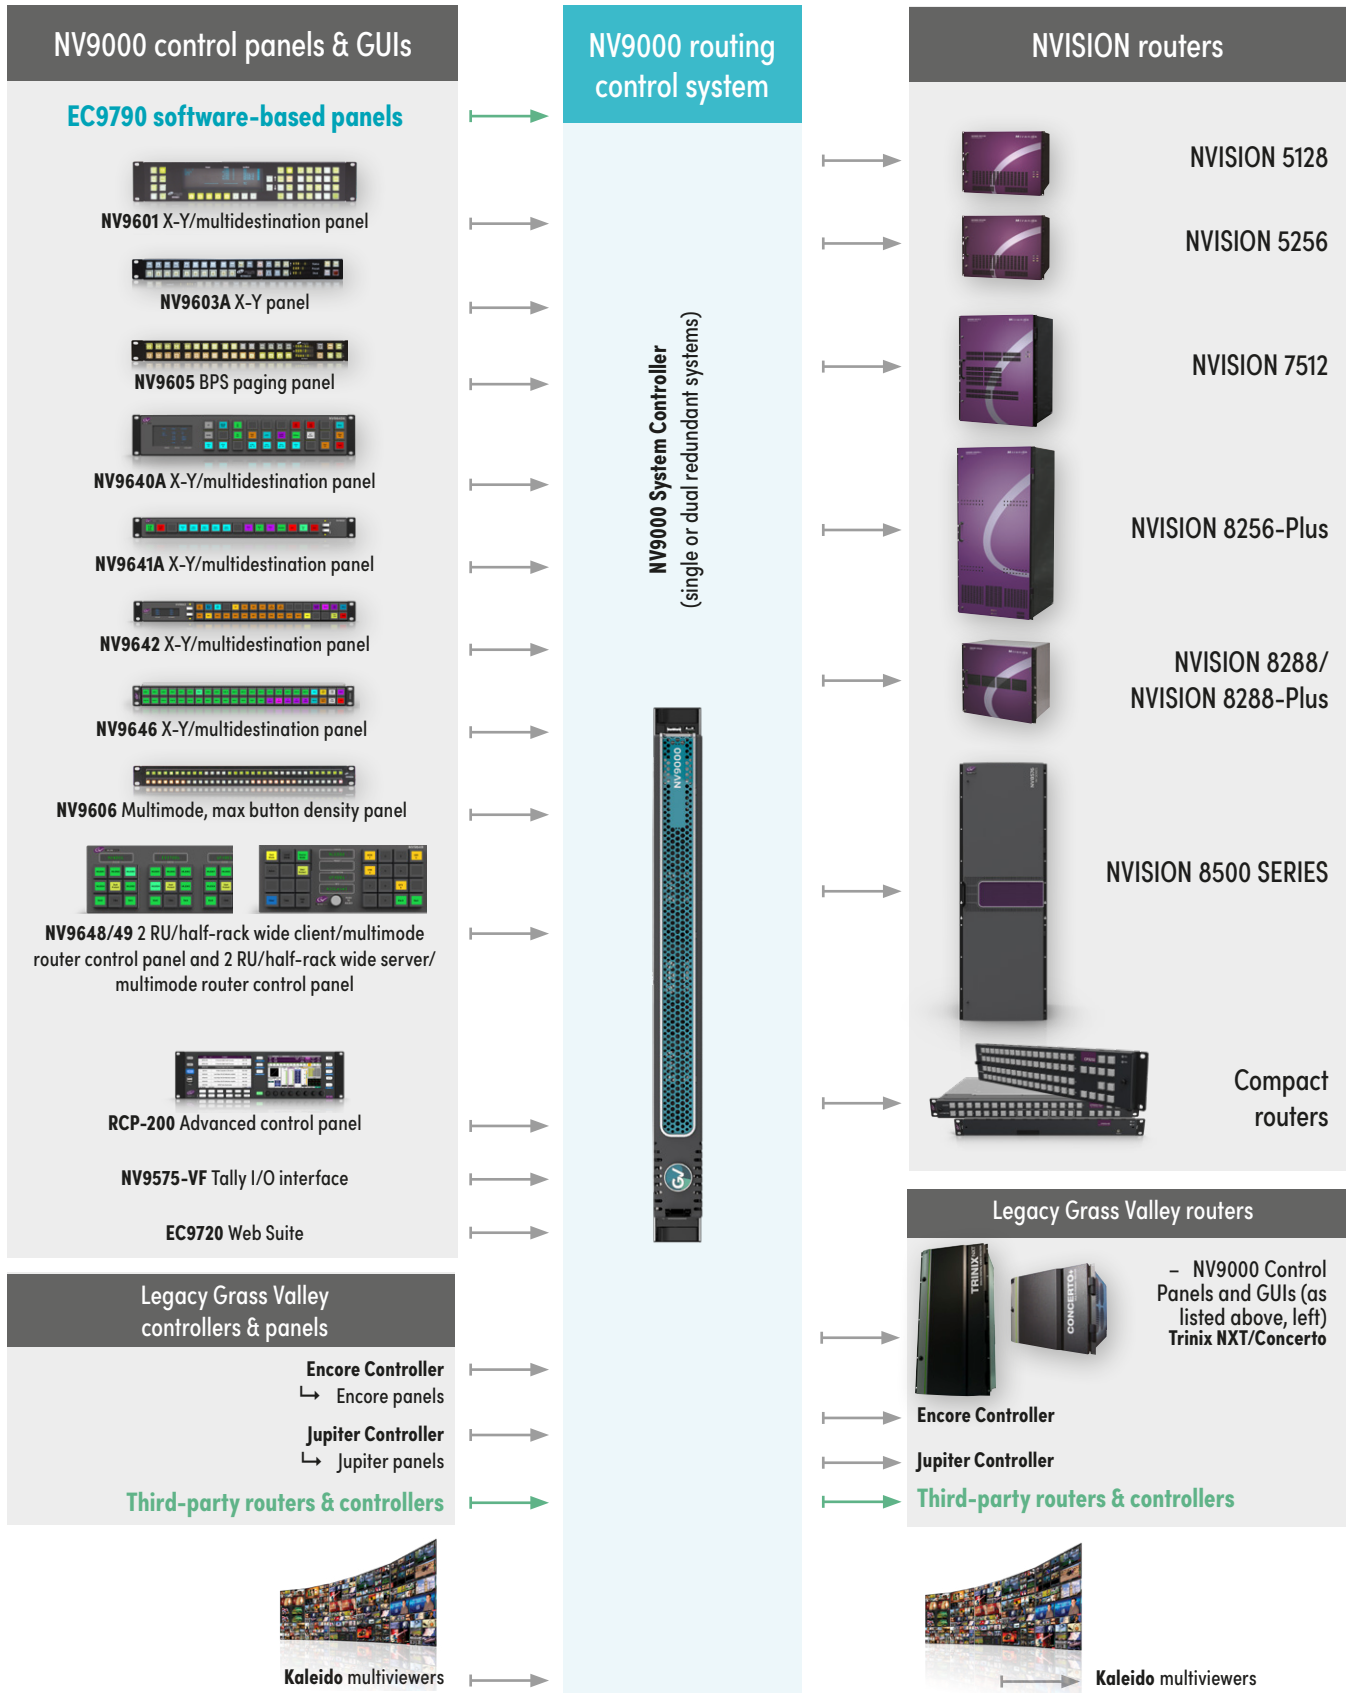 NV9000 control panels & GUIs
EC9790 software-based panels
NV9601 X-Y/multidestination panel
NV9603A X-Y panel
NV9605 BPS paging panel
NV9640A X-Y/multidestination panel
NV9641A X-Y/multidestination panel
NV9642 X-Y/multidestination panel
NV9646 X-Y/multidestination panel
NV9606 Multimode, max button density panel
NV9648/49 2 RU/half-rack wide client/multimode
router control panel and 2 RU/half-rack wide server/
multimode router control panel
RCP-200 Advanced control panel
NV9575-VF Tally I/O interface
EC9720 Web Suite
Legacy Grass Valley
controllers & panels
Encore Controller
↳ Encore panels
Jupiter Controller
↳ Jupiter panels
Third-party routers & controllers
Kaleido multiviewers
NV9000 routing
control system
NV9000 System Controller
(single or dual redundant systems)
NV9000
GV
NVISION routers
NVISION 5128
NVISION 5256
NVISION 7512
NVISION 8256-Plus
NVISION 8288/
NVISION 8288-Plus
NVISION 8500 SERIES
Compact
routers
Legacy Grass Valley routers
TRINIX NXT
CONCERTO+
– NV9000 Control
Panels and GUIs (as
listed above, left)
Trinix NXT/Concerto
Encore Controller
Jupiter Controller
Third-party routers & controllers
Kaleido multiviewers